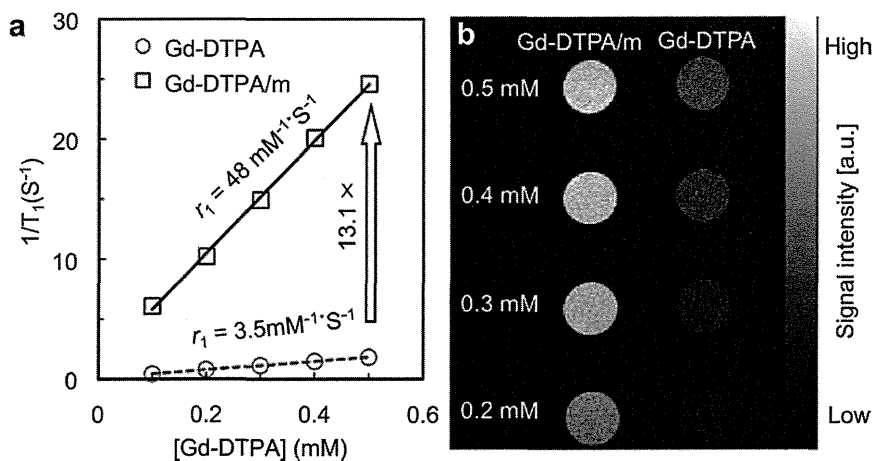 a
30
20
10
0
1/T₁(S⁻¹)
Gd-DTPA
Gd-DTPA/m
r₁ = 48 mM⁻¹·S⁻¹
13.1 ×
r₁ = 3.5mM⁻¹·S⁻¹
0
0.2
0.4
0.6
[Gd-DTPA] (mM)
b
Gd-DTPA/m Gd-DTPA
0.5 mM
0.4 mM
0.3 mM
0.2 mM
High
Signal intensity [a.u.]
Low